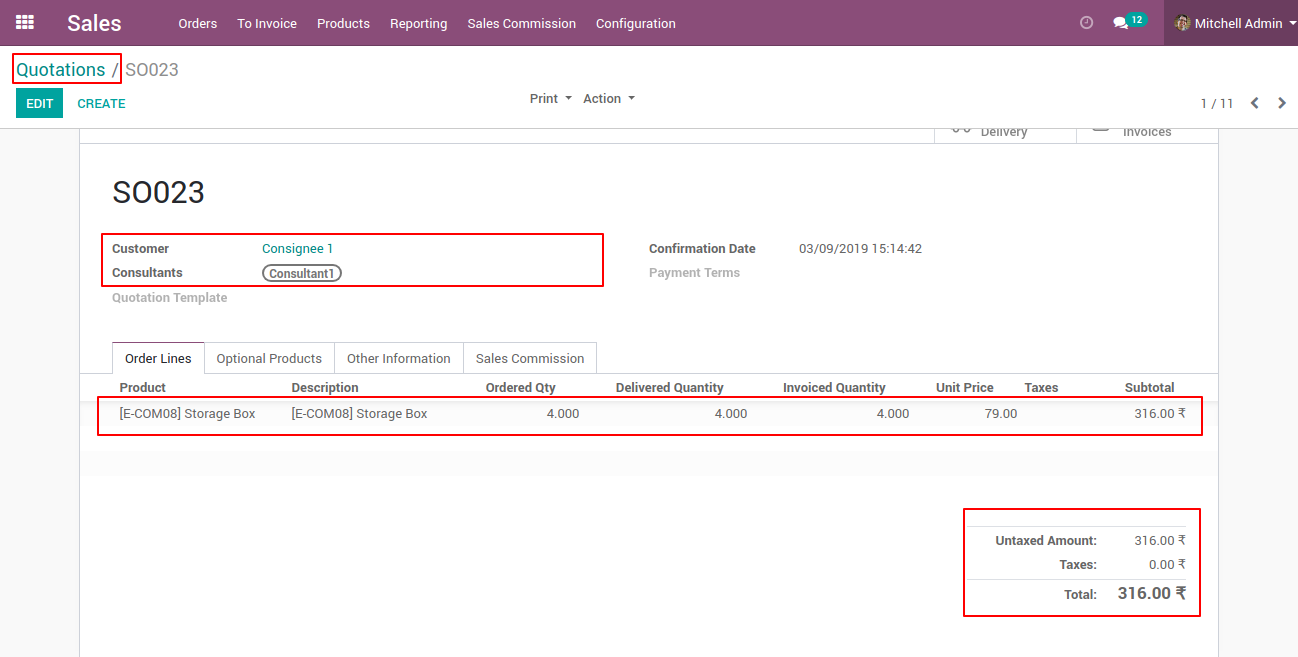 Sales Orders To Invoice Products Reporting Sales Commission Configuration 12 Mitchell Admin
Quotations / SO023
EDIT CREATE Print Action 1 / 11
Delivery Invoices
SO023
Customer Consignee 1 Confirmation Date 03/09/2019 15:14:42
Consultants Consultant1 Payment Terms
Quotation Template
Order Lines Optional Products Other Information Sales Commission
Product Description Ordered Qty Delivered Quantity Invoiced Quantity Unit Price Taxes Subtotal
[E-COM08] Storage Box [E-COM08] Storage Box 4.000 4.000 4.000 79.00 316.00 ₹
Untaxed Amount: 316.00 ₹
Taxes: 0.00 ₹
Total: 316.00 ₹